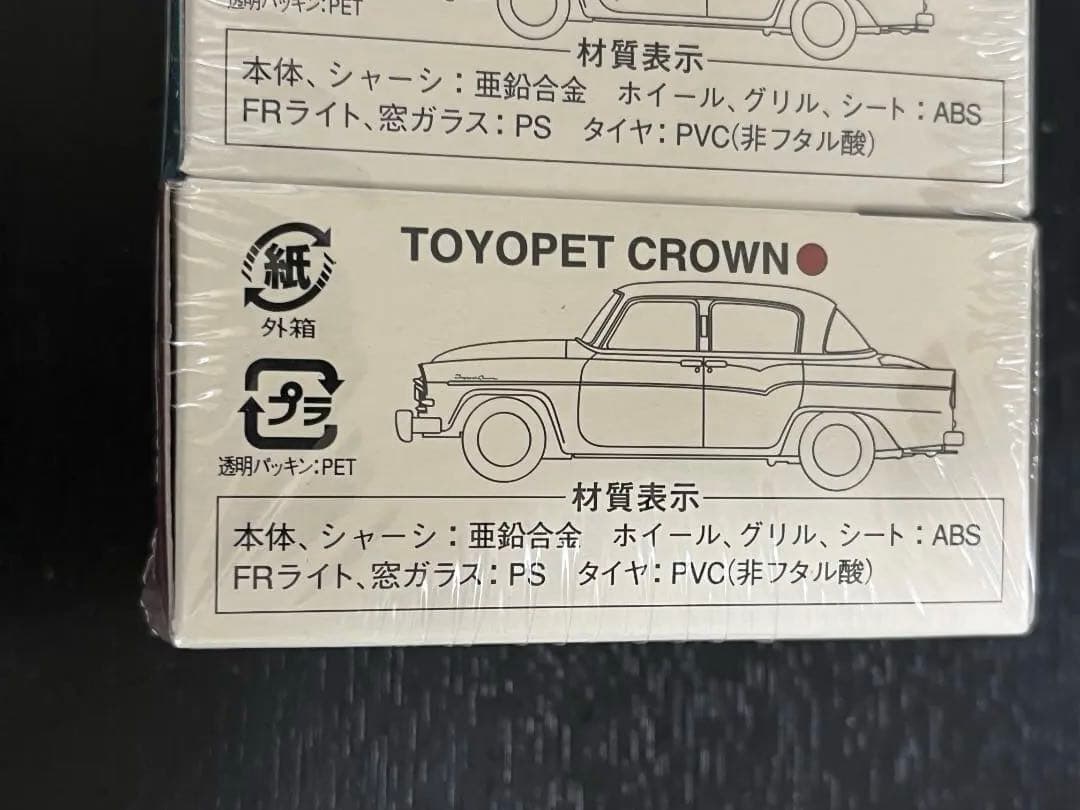 透明パッキン:PET
材質表示
本体、シャーシ：亜鉛合金　ホイール、グリル、シート：ABS
FRライト、窓ガラス：PS　タイヤ：PVC(非フタル酸)
TOYOPET CROWN
紙
外箱
プラ
透明パッキン:PET
材質表示
本体、シャーシ：亜鉛合金　ホイール、グリル、シート：ABS
FRライト、窓ガラス：PS　タイヤ：PVC(非フタル酸)